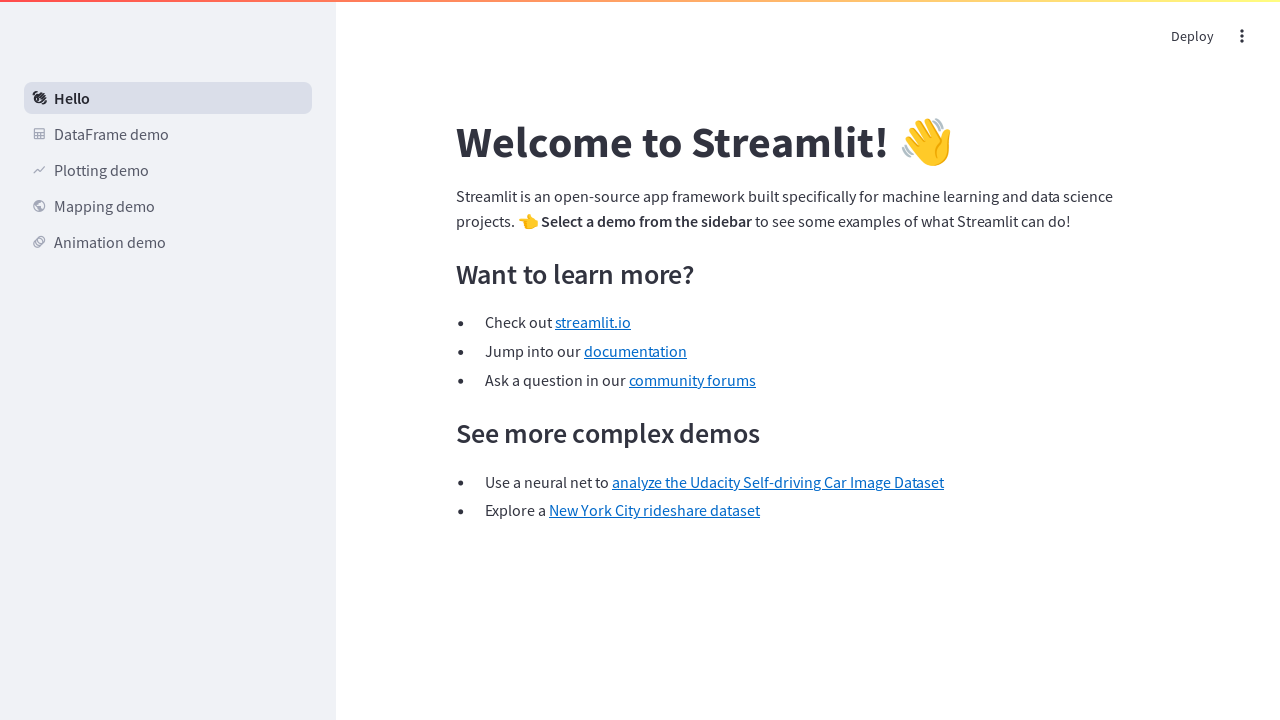 Deploy
Hello
DataFrame demo
Plotting demo
Mapping demo
Animation demo
Welcome to Streamlit! 👋
Streamlit is an open-source app framework built specifically for machine learning and data science
projects. 👈 Select a demo from the sidebar to see some examples of what Streamlit can do!
Want to learn more?
• Check out streamlit.io
• Jump into our documentation
• Ask a question in our community forums
See more complex demos
• Use a neural net to analyze the Udacity Self-driving Car Image Dataset
• Explore a New York City rideshare dataset